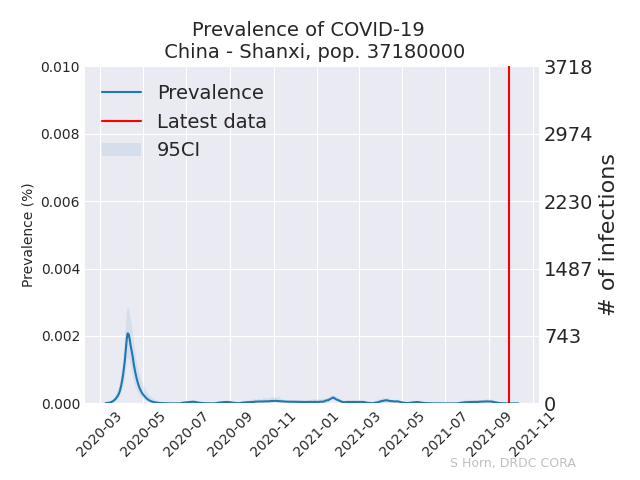 Prevalence of COVID-19
China - Shanxi, pop. 37180000
Prevalence
Latest data
95CI
Prevalence (%)
0.010
0.008
0.006
0.004
0.002
0.000
3718
2974
2230
1487
743
0
# of infections
2020-03
2020-05
2020-07
2020-09
2020-11
2021-01
2021-03
2021-05
2021-07
2021-09
2021-11
S Horn, DRDC CORA